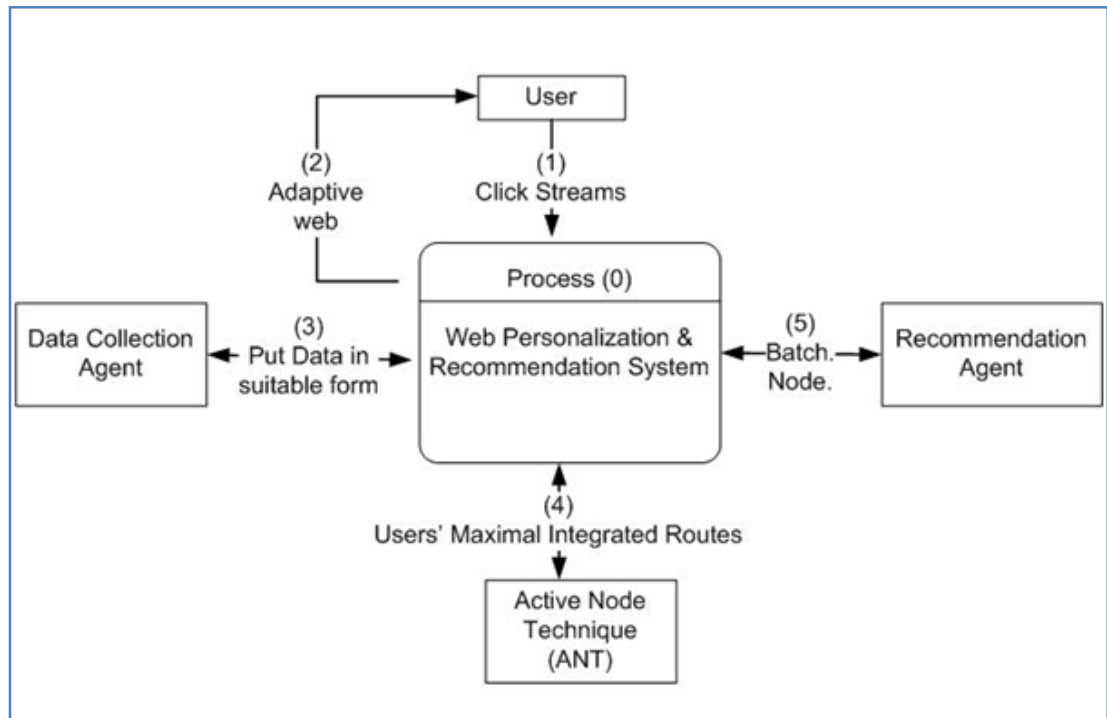 User
(1)
Click Streams
(2)
Adaptive
web
Process (0)
Web Personalization &
Recommendation System
Data Collection
Agent
(3)
Put Data in
suitable form
(5)
Batch.
Node.
Recommendation
Agent
(4)
Users’ Maximal Integrated Routes
Active Node
Technique
(ANT)